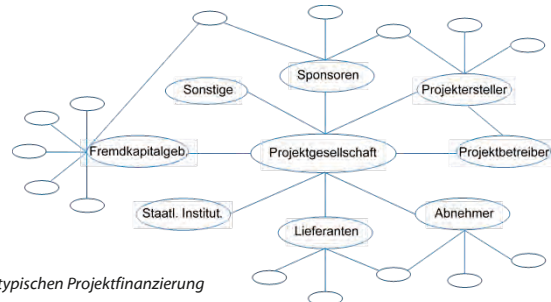 Sponsoren
Sonstige
Projektersteller
Fremdkapitalgeb.
Projektgesellschaft
Projektbetreiber
Staatl. Institut.
Abnehmer
Lieferanten
typischen Projektfinanzierung